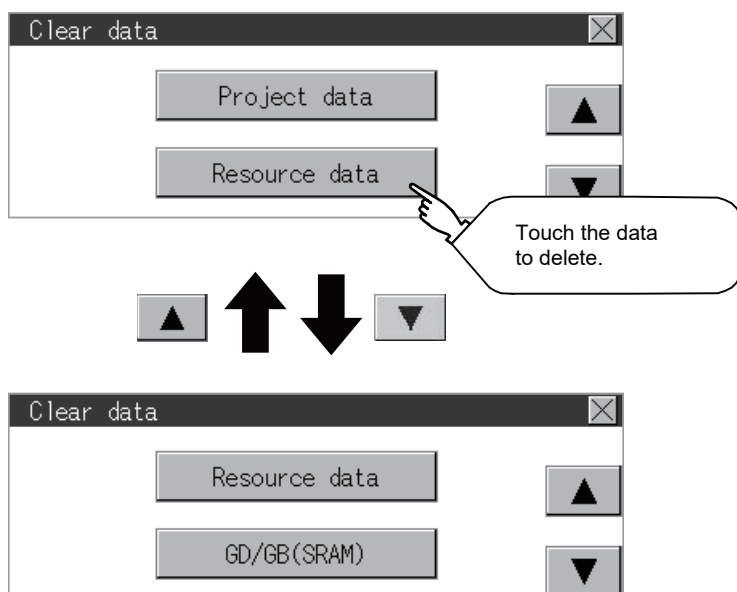 Clear data
Project data
Resource data
Touch the data
to delete.
Clear data
Resource data
GD/GB(SRAM)